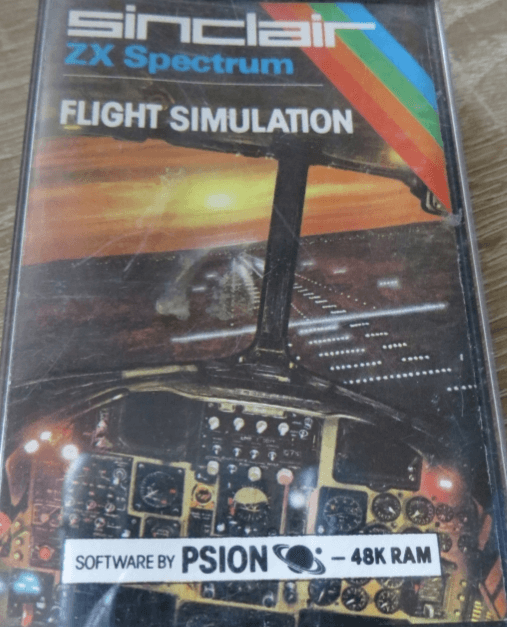 sinclair
ZX Spectrum
FLIGHT SIMULATION
SOFTWARE BY PSION – 48K RAM